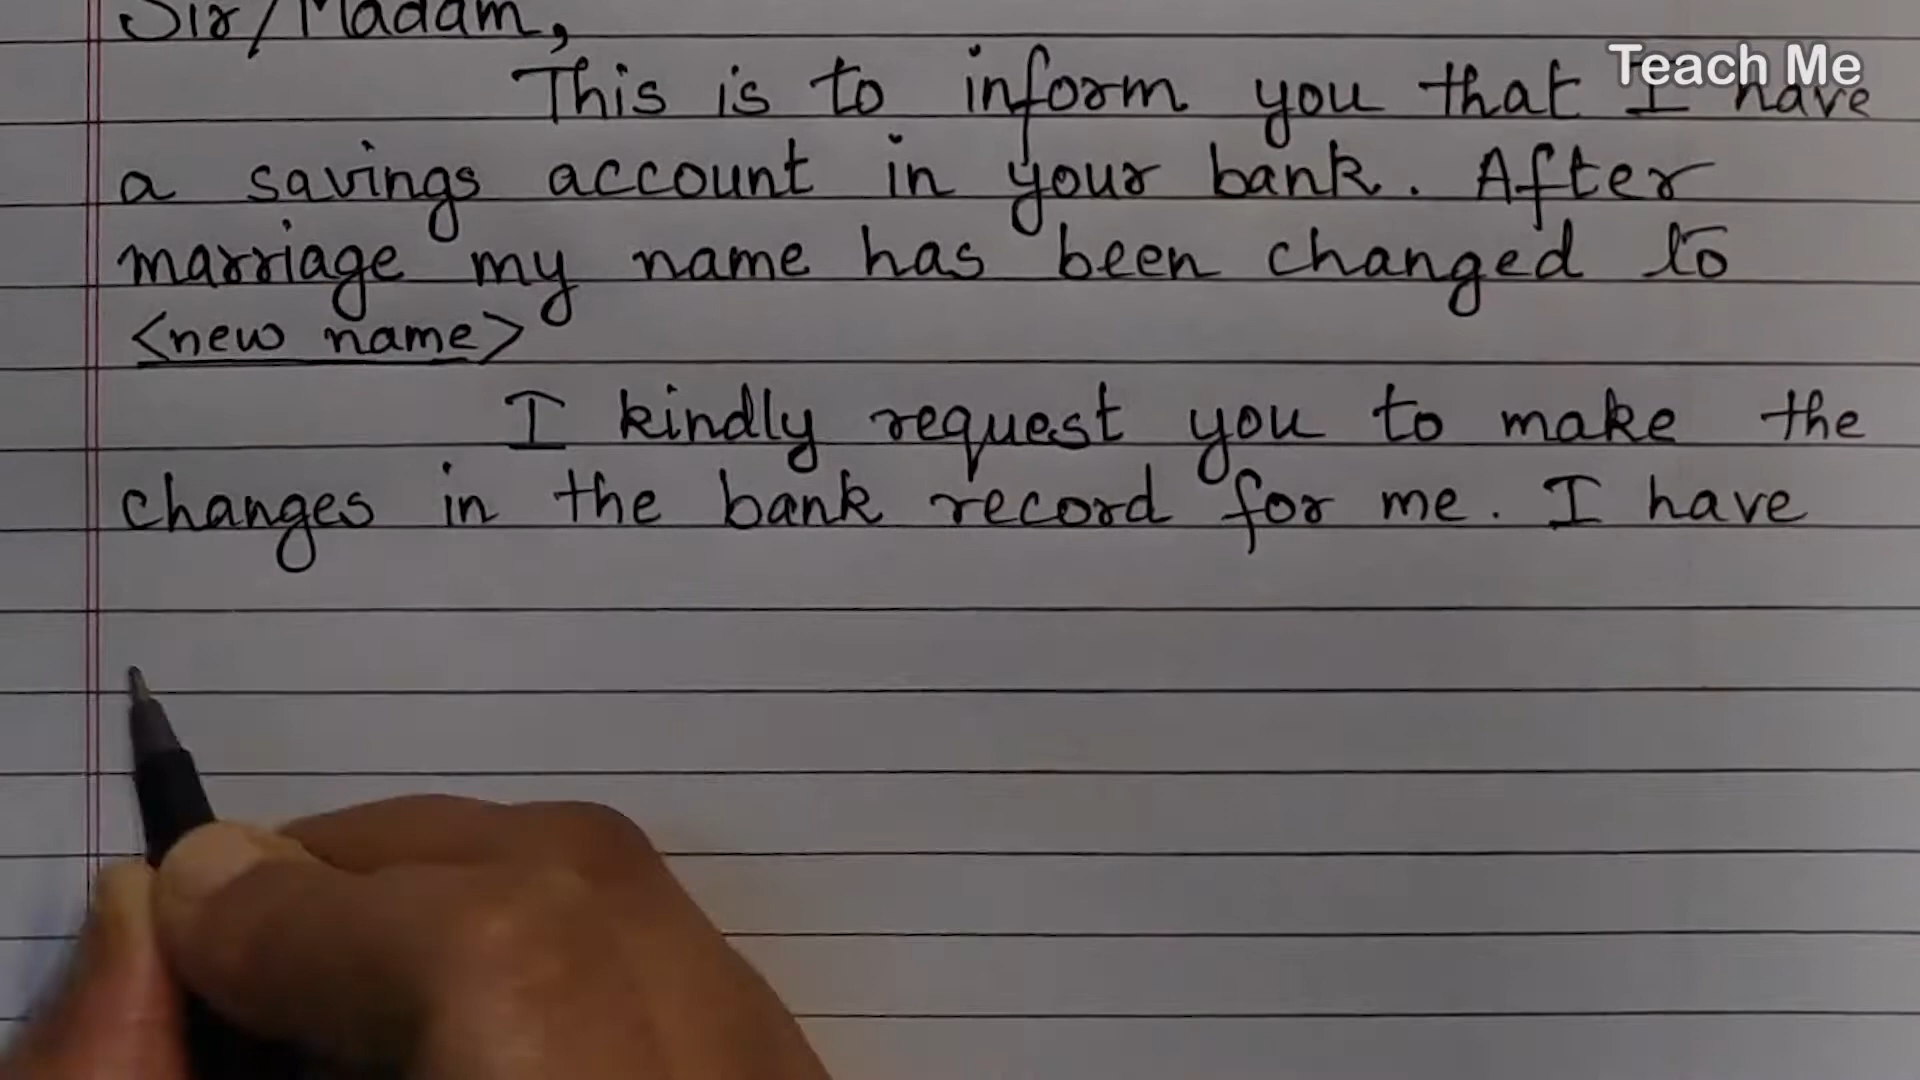 Sir/Madam,
Teach Me
This is to inform you that I have
a savings account in your bank. After
marriage my name has been changed to
<new name>
I kindly request you to make the
changes in the bank record for me. I have